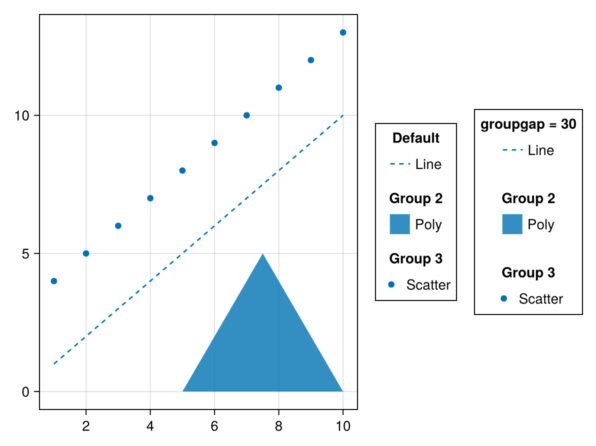 10
5
0
2 4 6 8 10
Default
Line
Group 2
Poly
Group 3
Scatter
groupgap = 30
Line
Group 2
Poly
Group 3
Scatter